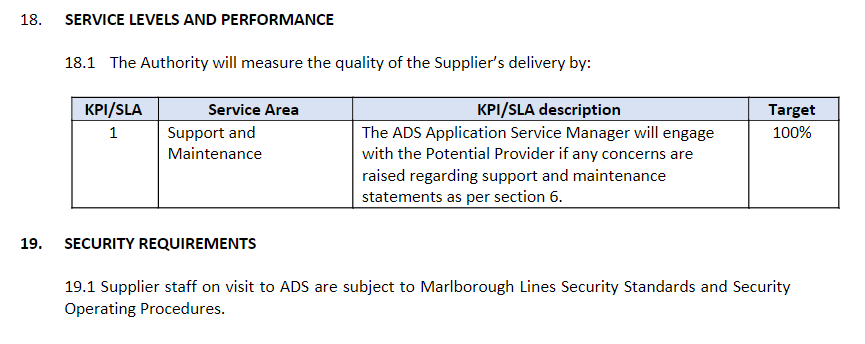 18. SERVICE LEVELS AND PERFORMANCE
18.1 The Authority will measure the quality of the Supplier's delivery by:
KPI/SLA Service Area KPI/SLA description Target
1 Support and Maintenance The ADS Application Service Manager will engage with the Potential Provider if any concerns are raised regarding support and maintenance statements as per section 6. 100%
19. SECURITY REQUIREMENTS
19.1 Supplier staff on visit to ADS are subject to Marlborough Lines Security Standards and Security
Operating Procedures.